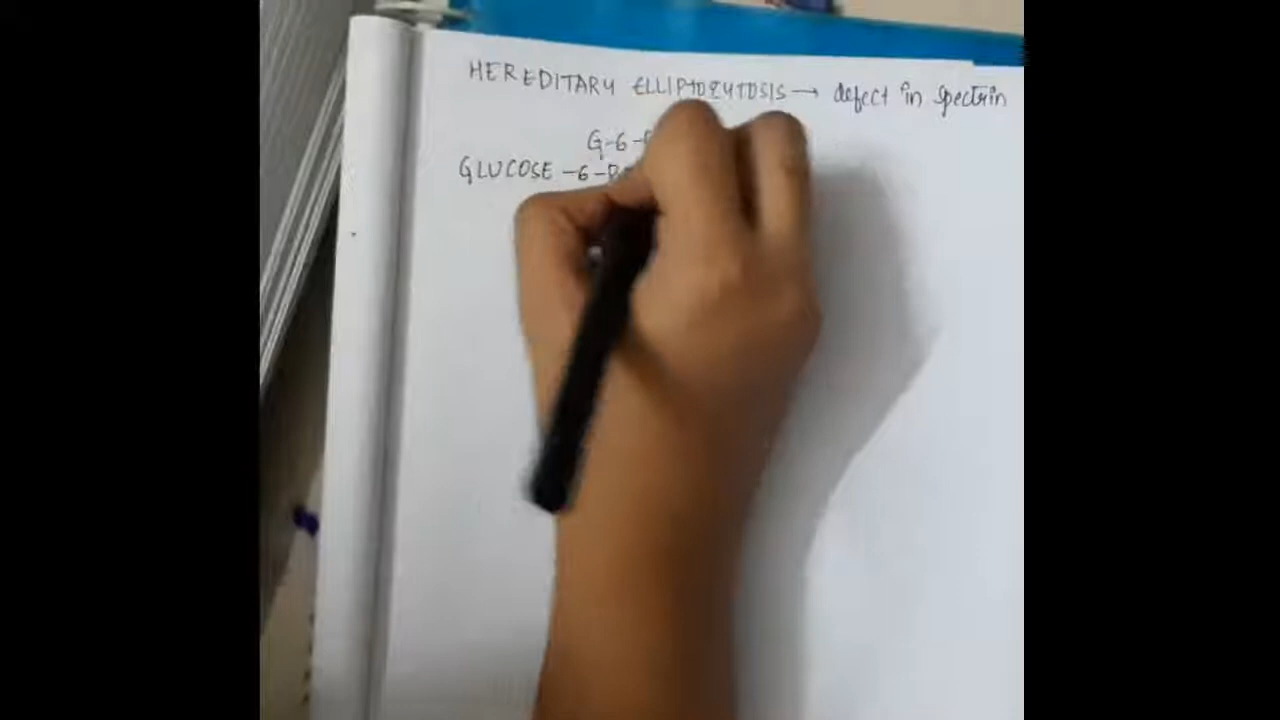 HEREDITARY ELLIPTOCYTOSIS → defect in spectrin
G-6-P
GLUCOSE -6-